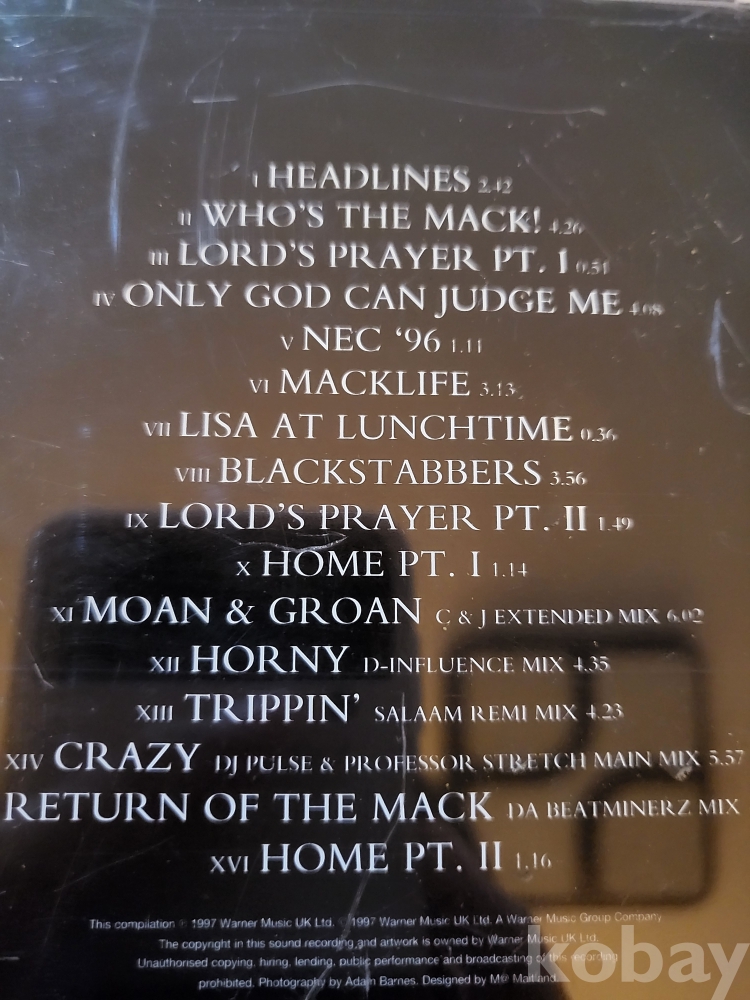 I HEADLINES 2.42
II WHO'S THE MACK! 4.26
III LORD'S PRAYER PT. I 0.51
IV ONLY GOD CAN JUDGE ME 4.08
V NEC '96 1.11
VI MACKLIFE 3.13
VII LISA AT LUNCHTIME 0.36
VIII BLACKSTABBERS 3.56
IX LORD'S PRAYER PT. II 1.49
X HOME PT. I 1.14
XI MOAN & GROAN C & J EXTENDED MIX 6.02
XII HORNY D-INFLUENCE MIX 4.35
XIII TRIPPIN' SALAAM REMI MIX 4.23
XIV CRAZY DJ PULSE & PROFESSOR STRETCH MAIN MIX 5.57
RETURN OF THE MACK DA BEATMINERZ MIX
XVI HOME PT. II 1.16
This compilation ℗ 1997 Warner Music UK Ltd. © 1997 Warner Music UK Ltd. A Warner Music Group Company
The copyright in this sound recording and artwork is owned by Warner Music UK Ltd.
Unauthorised copying, hiring, lending, public performance and broadcasting of this recording
prohibited. Photography by Adam Barnes. Designed by Mat Maitland.
kobay